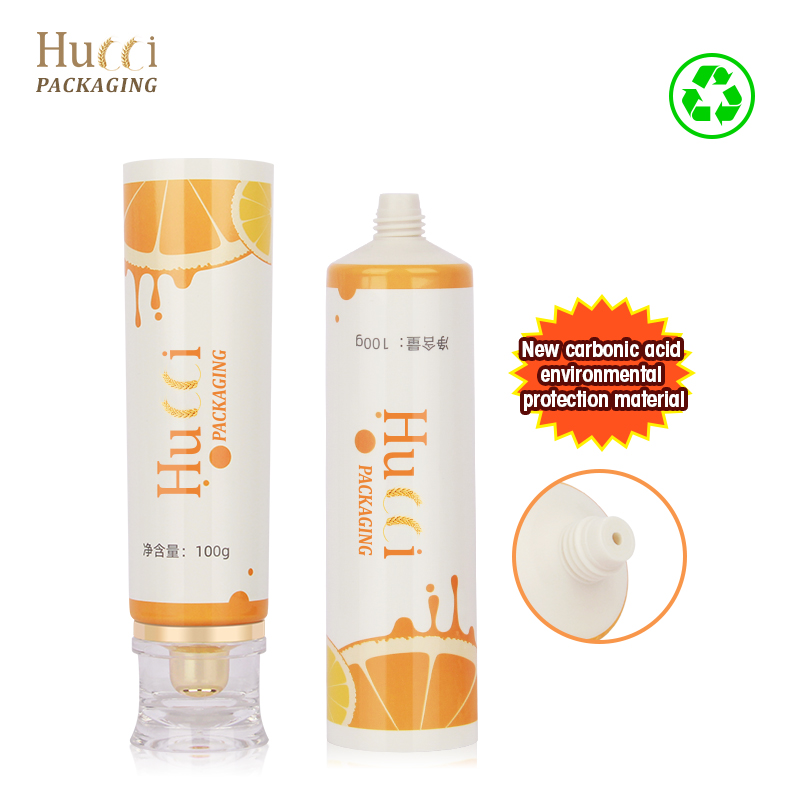 Hucci
PACKAGING
New carbonic acid
environmental
protection material
Hucci
PACKAGING
净含量：100g
净含量：100g
Hucci
PACKAGING